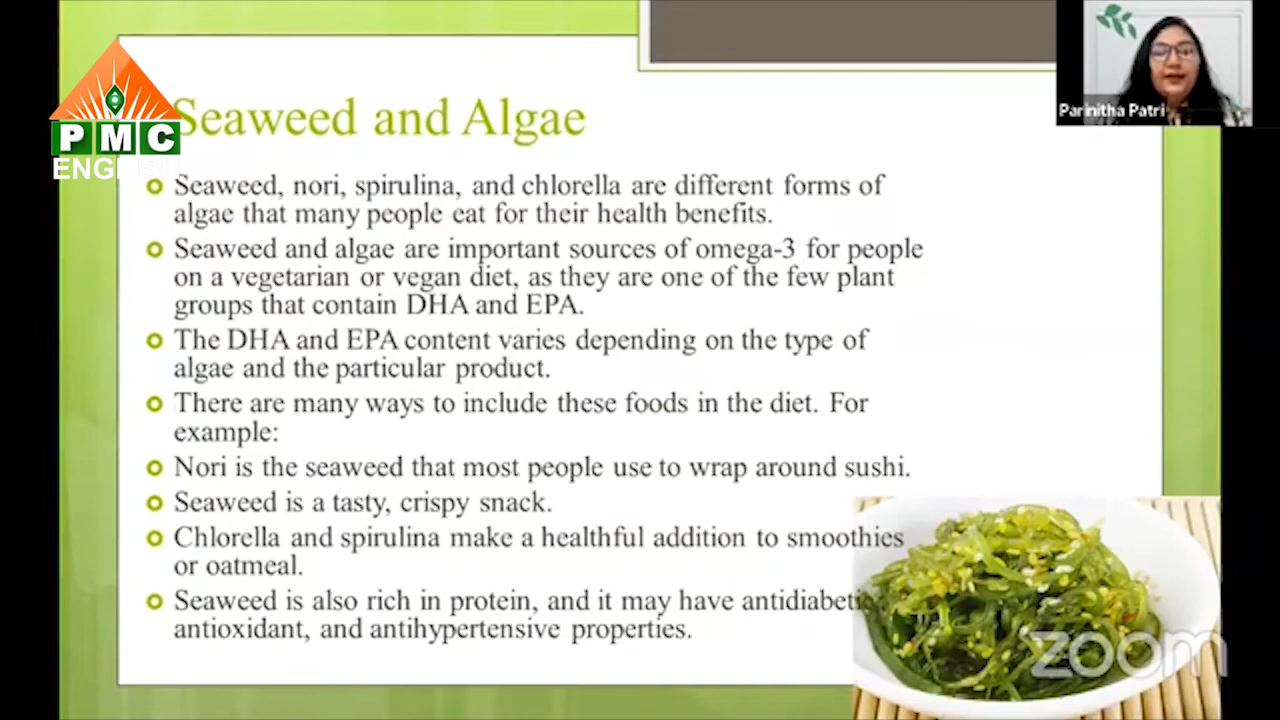 PMC
ENGLISH
Parinitha Patri
Seaweed and Algae
Seaweed, nori, spirulina, and chlorella are different forms of
algae that many people eat for their health benefits.
Seaweed and algae are important sources of omega-3 for people
on a vegetarian or vegan diet, as they are one of the few plant
groups that contain DHA and EPA.
The DHA and EPA content varies depending on the type of
algae and the particular product.
There are many ways to include these foods in the diet. For
example:
Nori is the seaweed that most people use to wrap around sushi.
Seaweed is a tasty, crispy snack.
Chlorella and spirulina make a healthful addition to smoothies
or oatmeal.
Seaweed is also rich in protein, and it may have antidiabetic,
antioxidant, and antihypertensive properties.
zoom